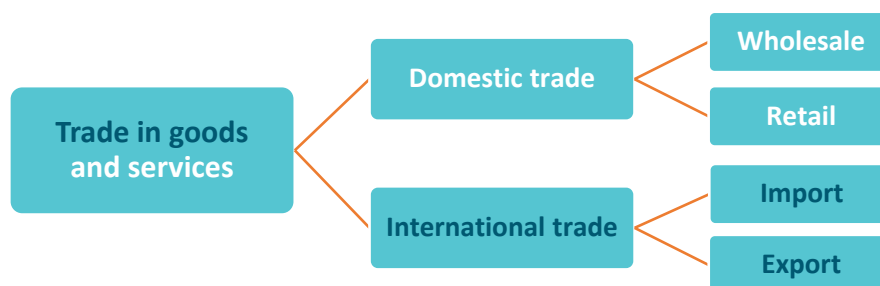 Trade in goods
and services
Domestic trade
International trade
Wholesale
Retail
Import
Export